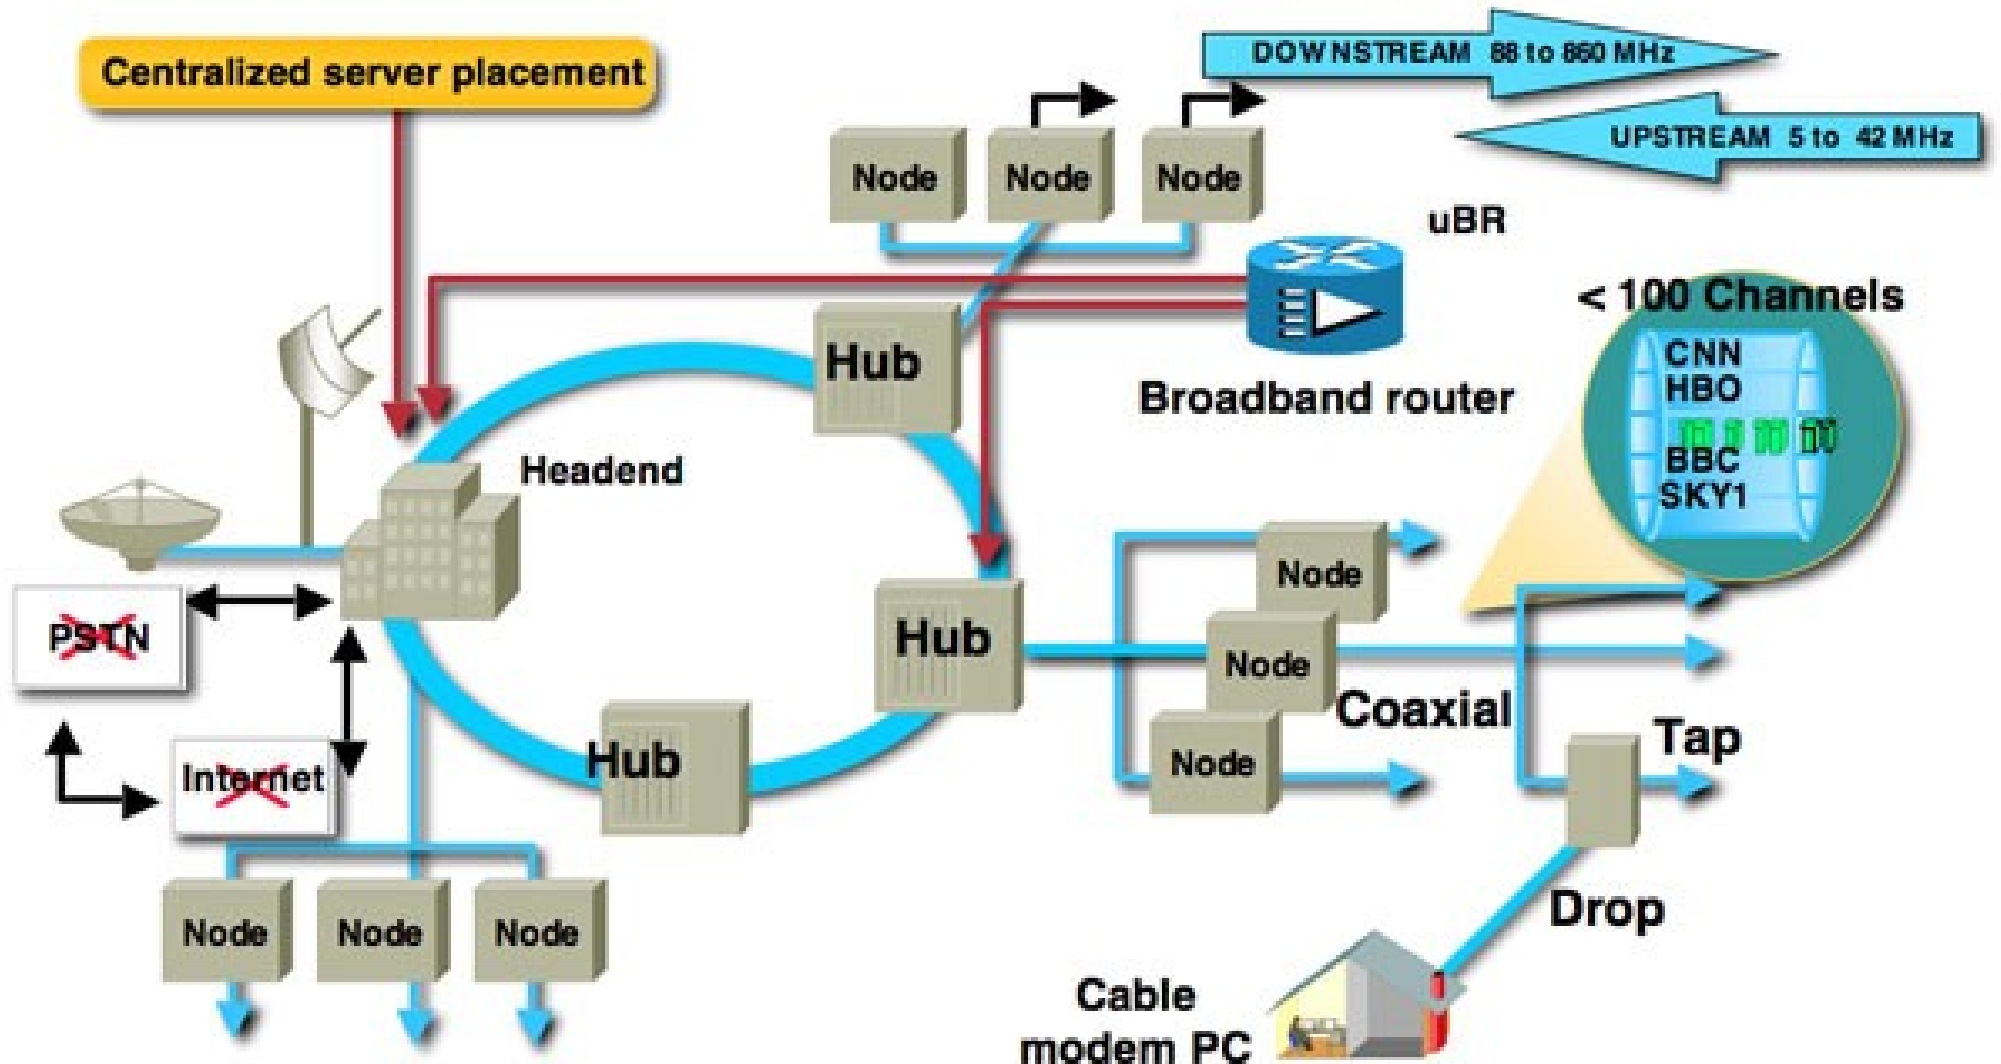 Centralized server placement
DOWNSTREAM 88 to 860 MHz
UPSTREAM 5 to 42 MHz
Node
Node
Node
uBR
< 100 Channels
CNN
HBO
BBC
SKY1
Hub
Broadband router
Headend
Node
PSTN
Hub
Node
Coaxial
Tap
Internet
Hub
Node
Node
Node
Node
Drop
Cable
modem PC